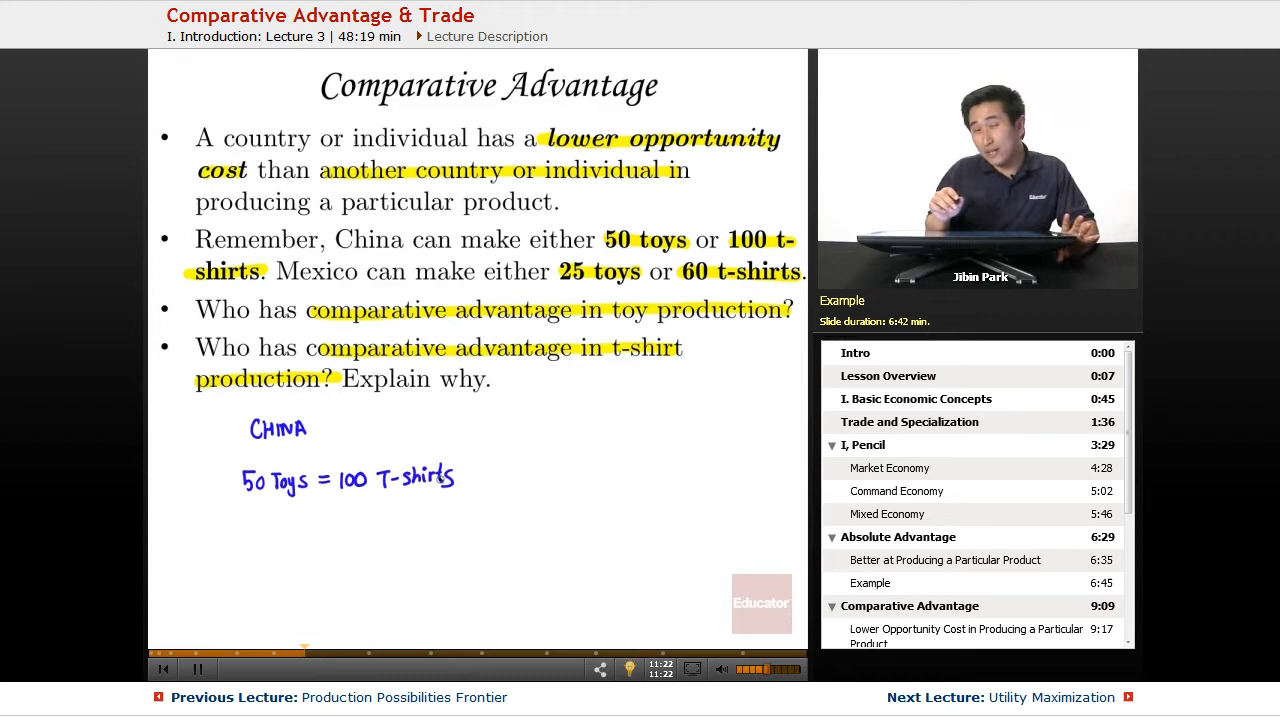 Comparative Advantage & Trade
I. Introduction: Lecture 3 | 48:19 min Lecture Description
Comparative Advantage
• A country or individual has a lower opportunity
cost than another country or individual in
producing a particular product.
• Remember, China can make either 50 toys or 100 t-
shirts. Mexico can make either 25 toys or 60 t-shirts.
• Who has comparative advantage in toy production?
• Who has comparative advantage in t-shirt
production? Explain why.
CHINA
50 Toys = 100 T-shirts
Educator
11:22
11:22
Educator
Jibin Park
Example
Slide duration: 6:42 min.
Intro 0:00
Lesson Overview 0:07
I. Basic Economic Concepts 0:45
Trade and Specialization 1:36
I, Pencil 3:29
Market Economy 4:28
Command Economy 5:02
Mixed Economy 5:46
Absolute Advantage 6:29
Better at Producing a Particular Product 6:35
Example 6:45
Comparative Advantage 9:09
Lower Opportunity Cost in Producing a Particular 9:17
Product
Previous Lecture: Production Possibilities Frontier
Next Lecture: Utility Maximization